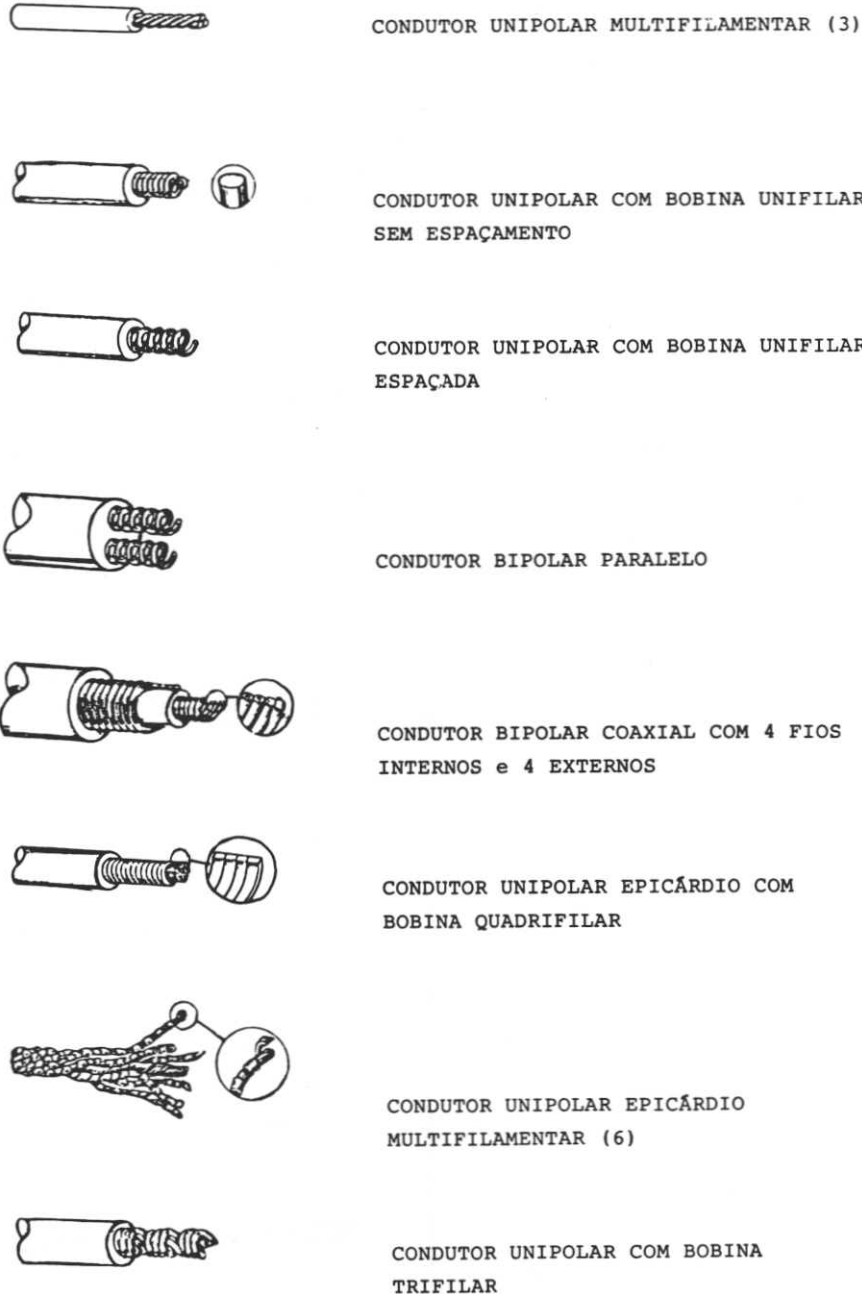 CONDUTOR UNIPOLAR MULTIFILAMENTAR (3)
CONDUTOR UNIPOLAR COM BOBINA UNIFILAR
SEM ESPAÇAMENTO
CONDUTOR UNIPOLAR COM BOBINA UNIFILAR
ESPAÇADA
CONDUTOR BIPOLAR PARALELO
CONDUTOR BIPOLAR COAXIAL COM 4 FIOS
INTERNOS e 4 EXTERNOS
CONDUTOR UNIPOLAR EPICÁRDIO COM
BOBINA QUADRIFILAR
CONDUTOR UNIPOLAR EPICÁRDIO
MULTIFILAMENTAR (6)
CONDUTOR UNIPOLAR COM BOBINA
TRIFILAR